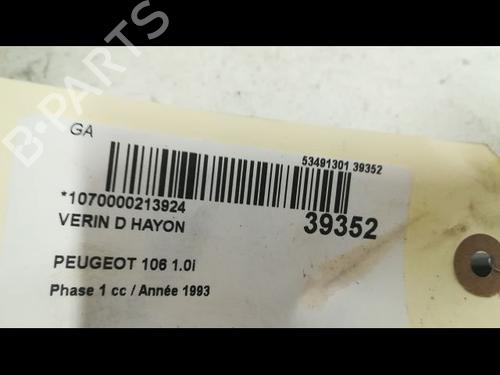 B-PARTS
GA
53491301 39352
*1070000213924
39352
VERIN D HAYON
PEUGEOT 106 1.0i
Phase 1 cc / Année 1993